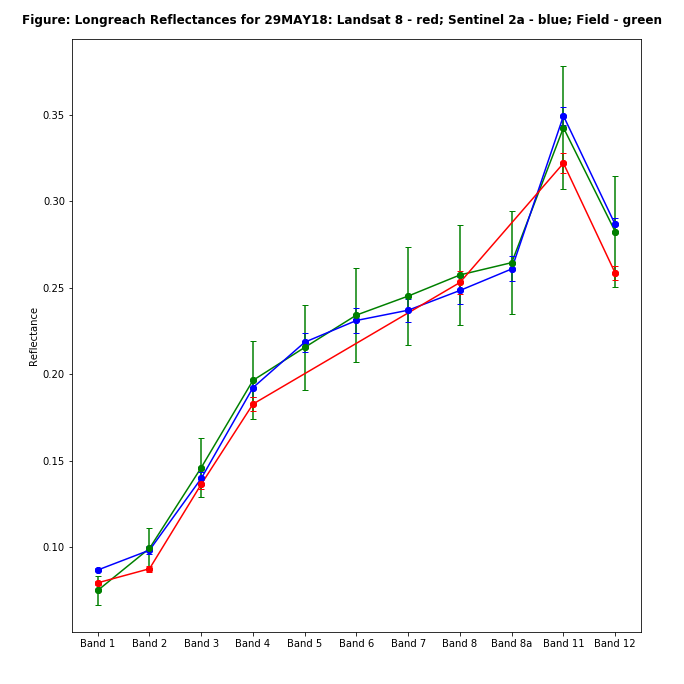 Figure: Longreach Reflectances for 29MAY18: Landsat 8 - red; Sentinel 2a - blue; Field - green
0.35
0.30
0.25
0.20
0.15
0.10
Reflectance
Band 1 Band 2 Band 3 Band 4 Band 5 Band 6 Band 7 Band 8 Band 8a Band 11 Band 12